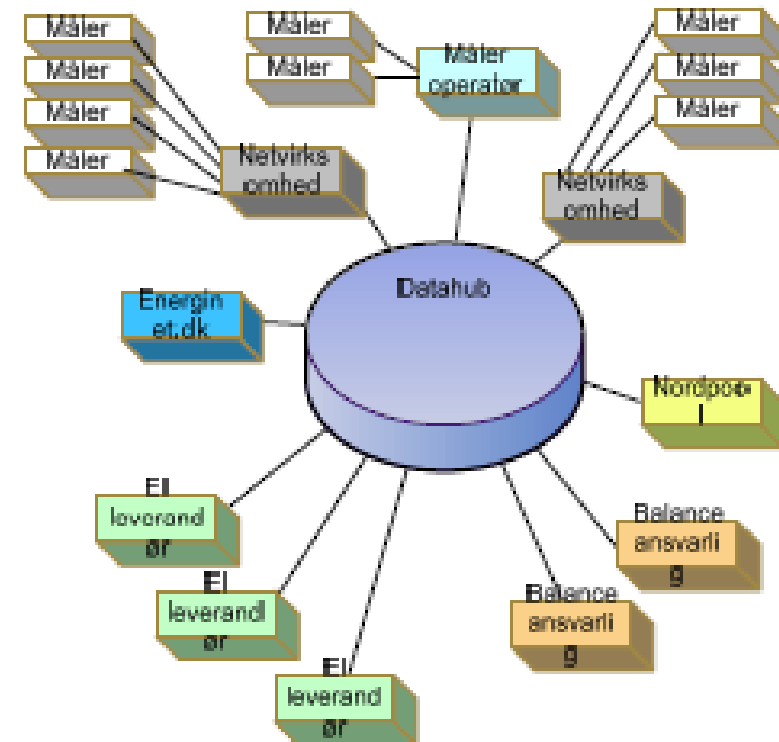 Måler
Måler
Måler
Måler
Netvirks
omhed
Måler
Måler
Måler
operatør
Måler
Måler
Måler
Netvirks
omhed
Datahub
Energin
et.dk
Nordpoo
l
El
leverand
ør
El
leverand
ør
El
leverand
ør
Balance
ansvarli
g
Balance
ansvarli
g